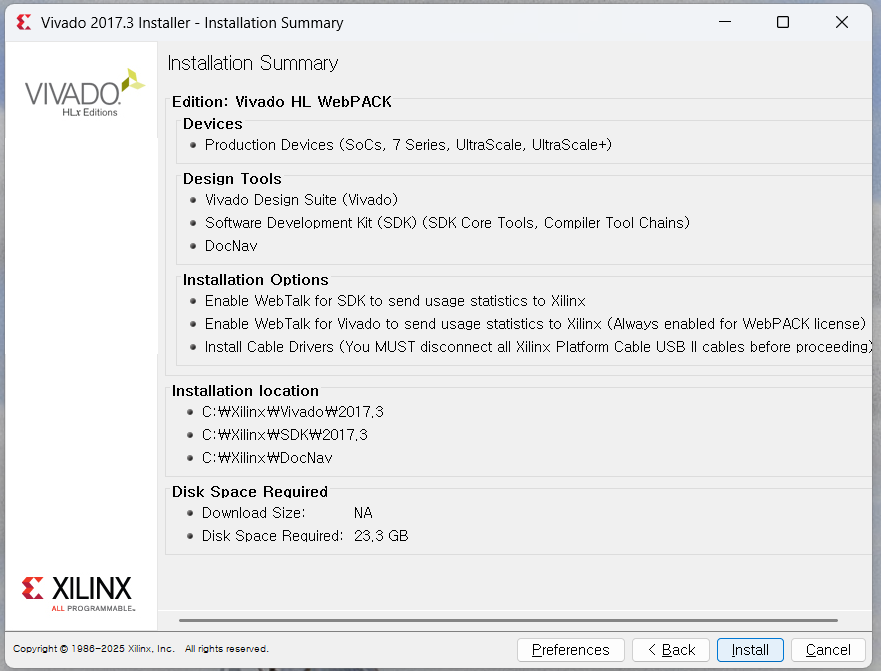 Vivado 2017.3 Installer - Installation Summary
VIVADO.
HLx Editions
Installation Summary
Edition: Vivado HL WebPACK
Devices
Production Devices (SoCs, 7 Series, UltraScale, UltraScale+)
Design Tools
Vivado Design Suite (Vivado)
Software Development Kit (SDK) (SDK Core Tools, Compiler Tool Chains)
DocNav
Installation Options
Enable WebTalk for SDK to send usage statistics to Xilinx
Enable WebTalk for Vivado to send usage statistics to Xilinx (Always enabled for WebPACK license)
Install Cable Drivers (You MUST disconnect all Xilinx Platform Cable USB II cables before proceeding)
Installation location
C:₩Xilinx₩Vivado₩2017.3
C:₩Xilinx₩SDK₩2017.3
C:₩Xilinx₩DocNav
Disk Space Required
Download Size: NA
Disk Space Required: 23.3 GB
XILINX
ALL PROGRAMMABLE™
Copyright © 1986-2025 Xilinx, Inc. All rights reserved.
Preferences
< Back
Install
Cancel